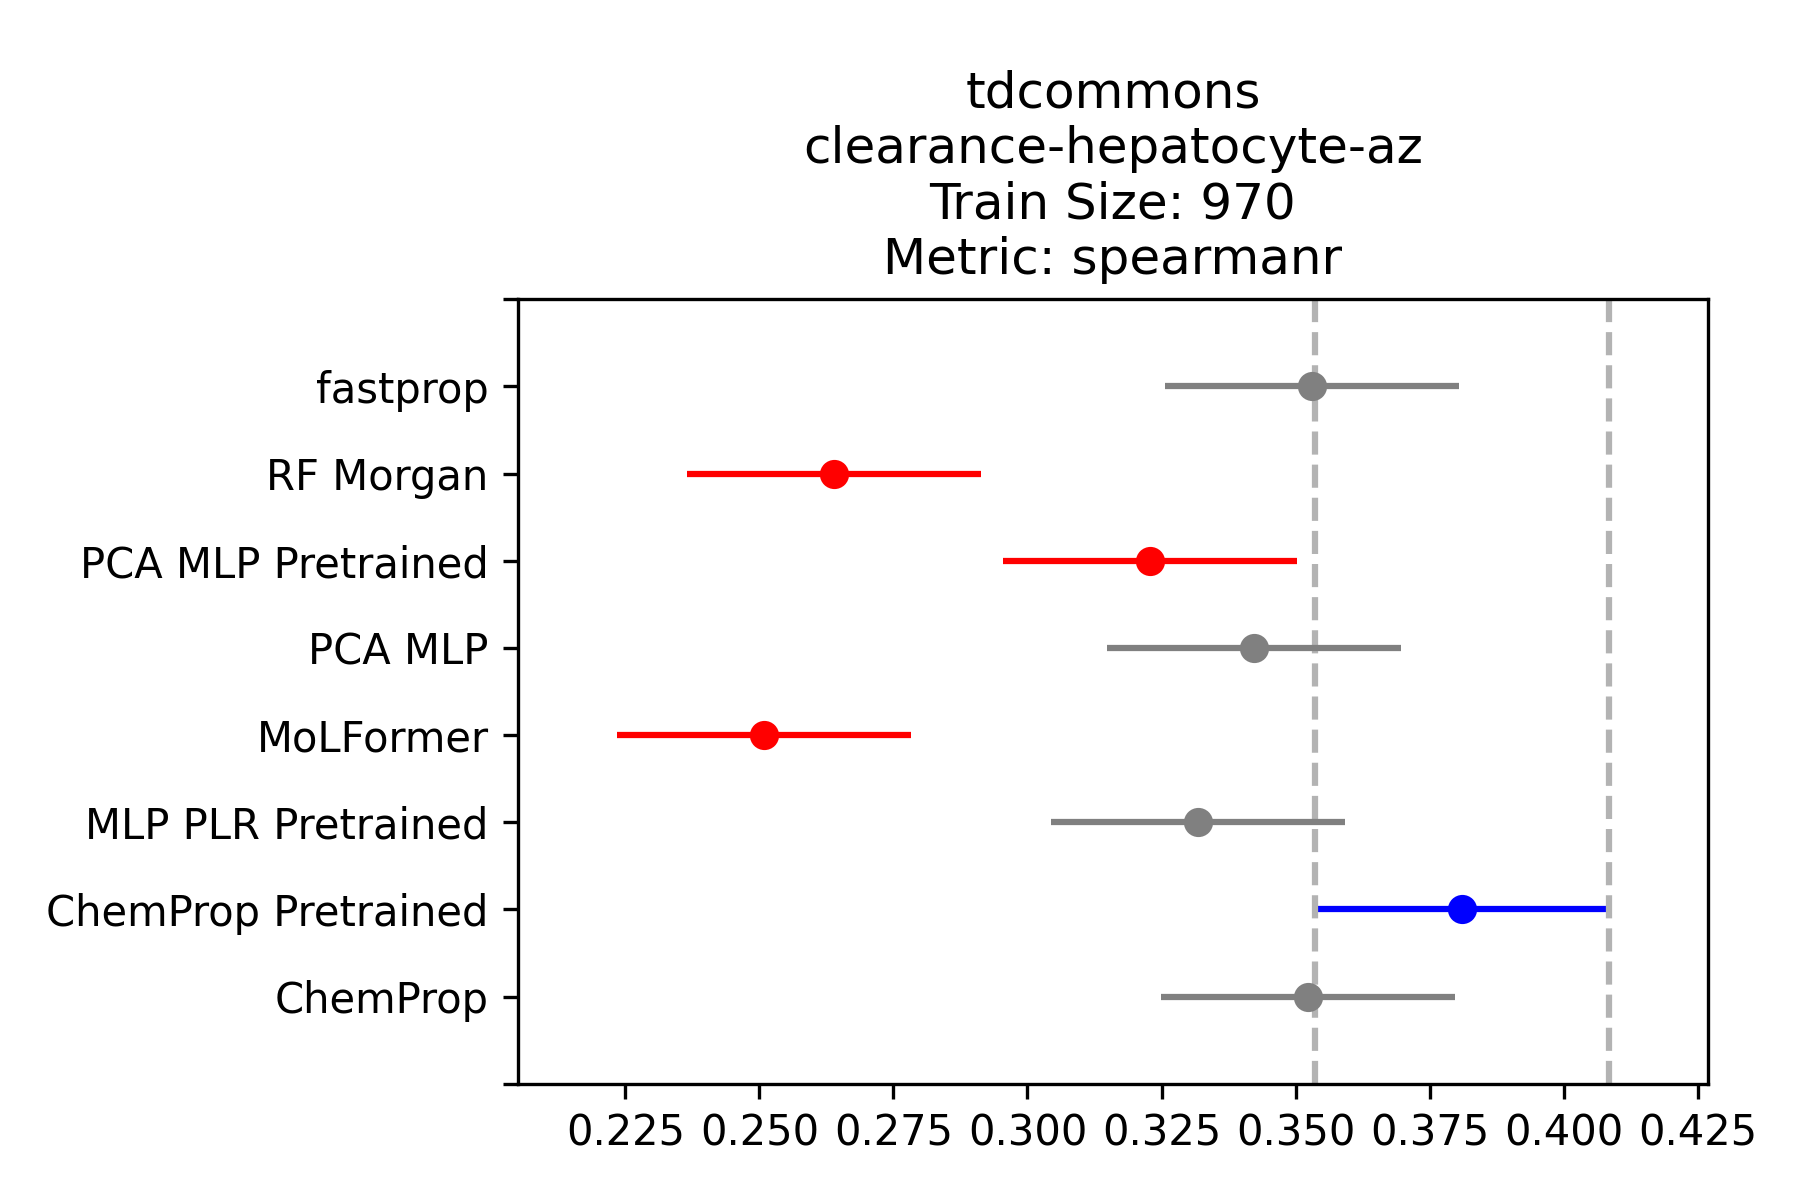 tdcommons
clearance-hepatocyte-az
Train Size: 970
Metric: spearmanr
fastprop
RF Morgan
PCA MLP Pretrained
PCA MLP
MoLFormer
MLP PLR Pretrained
ChemProp Pretrained
ChemProp
0.225 0.250 0.275 0.300 0.325 0.350 0.375 0.400 0.425